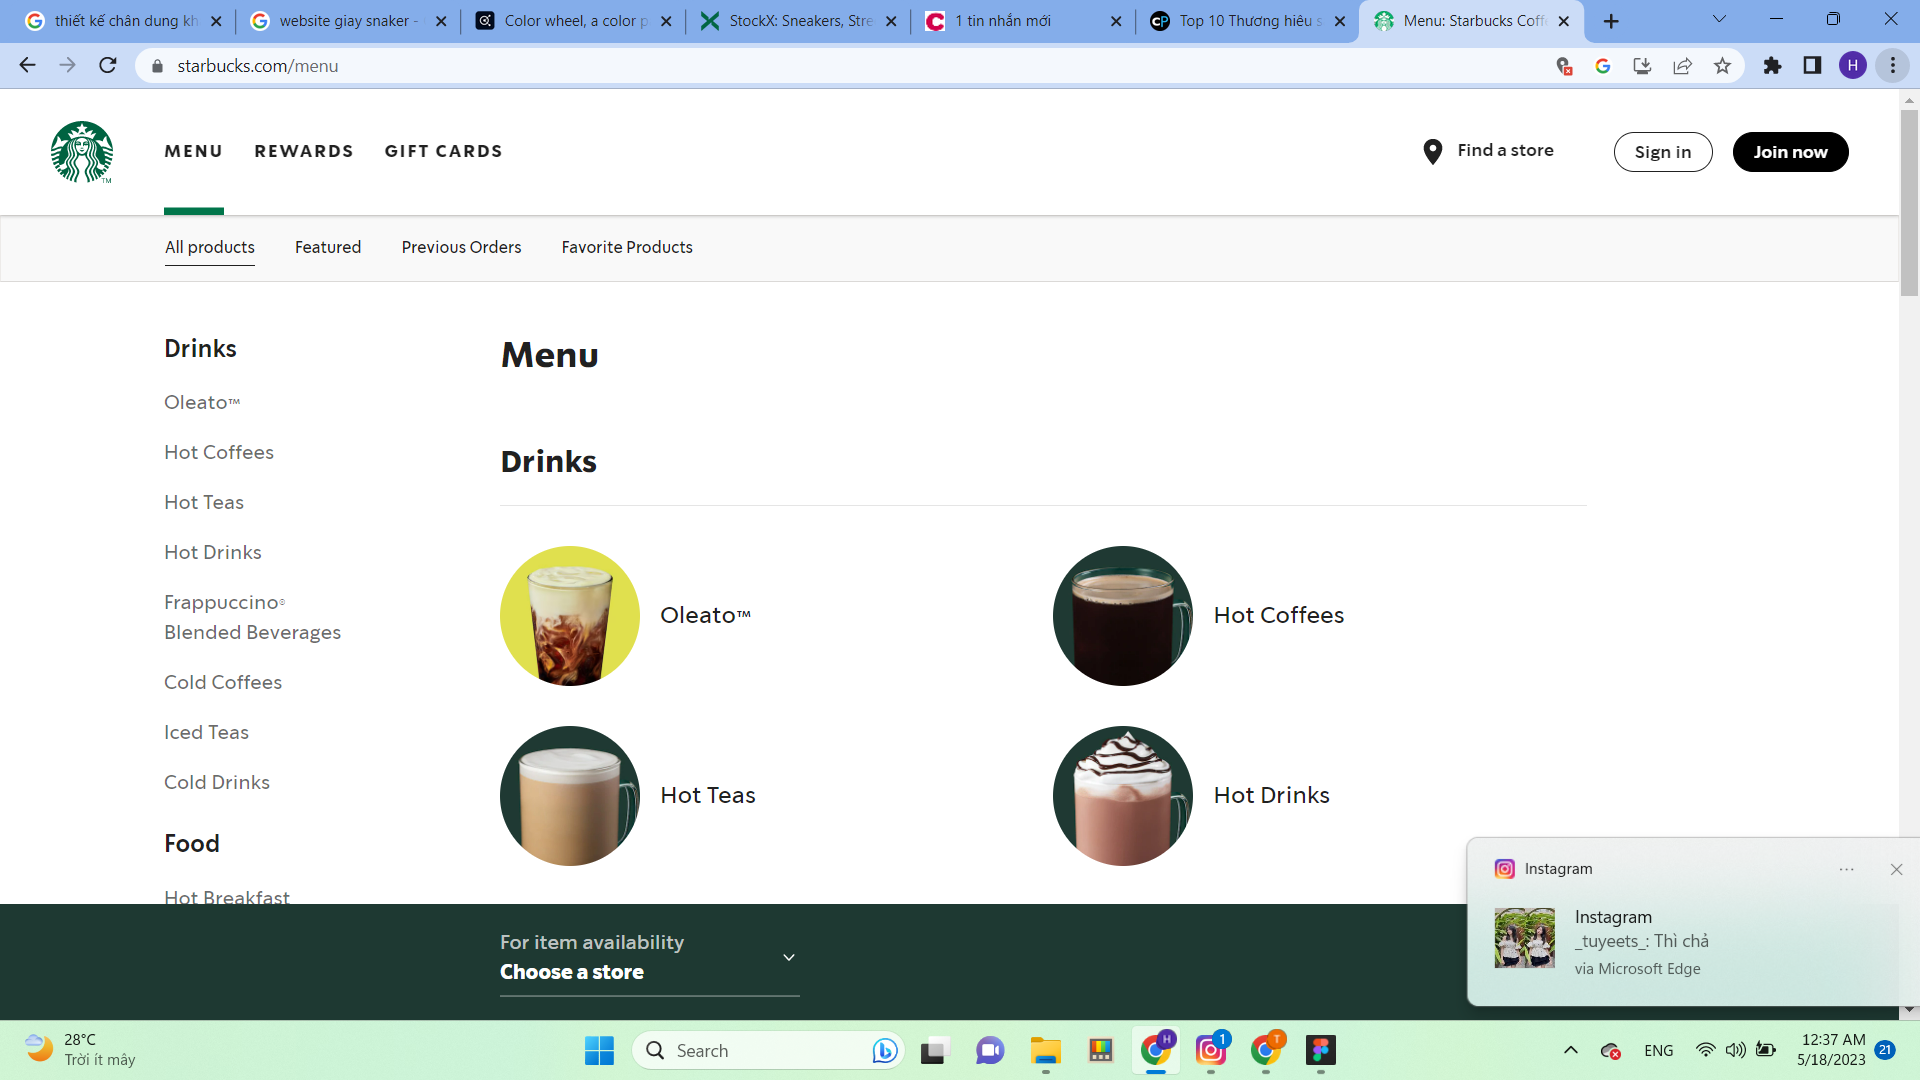 thiết kế chân dung kh
website giay snaker -
Color wheel, a color p
StockX: Sneakers, Stre
1 tin nhắn mới
Top 10 Thương hiệu s
Menu: Starbucks Coff
starbucks.com/menu
H
MENU
REWARDS
GIFT CARDS
Find a store
Sign in
Join now
All products
Featured
Previous Orders
Favorite Products
Drinks
Oleato™
Hot Coffees
Hot Teas
Hot Drinks
Frappuccino®
Blended Beverages
Cold Coffees
Iced Teas
Cold Drinks
Food
Hot Breakfast
Menu
Drinks
Oleato™
Hot Coffees
Hot Teas
Hot Drinks
For item availability
Choose a store
Instagram
Instagram
_tuyeets_: Thì chả
via Microsoft Edge
28°C
Trời ít mây
Search
H
1
T
ENG
12:37 AM
5/18/2023
21